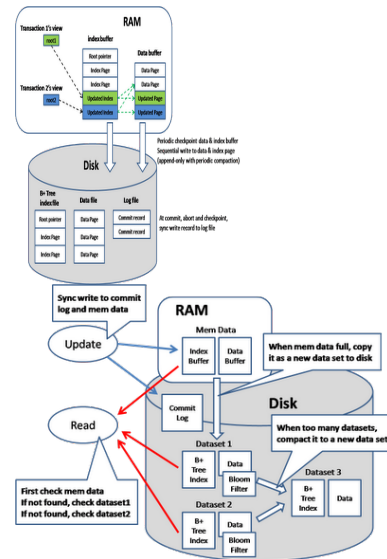 RAM
Transaction 1's view
root1
index buffer
Data buffer
Root pointer
Index Page
Index Page
Updated Index
Updated Index
Data Page
Data Page
Updated Page
Updated Page
Transaction 2's view
root2
Periodic checkpoint data & index buffer
Sequential write to data & index page
(append-only with periodic compaction)
Disk
B+ Tree
index file
Data file
Log file
Root pointer
Index Page
Index Page
Data Page
Data Page
Data Page
Commit record
Commit record
At commit, abort and checkpoint,
sync write record to log file
Sync write to commit
log and mem data
RAM
Mem Data
Index
Buffer
Data
Buffer
When mem data full, copy
it as a new data set to disk
Update
Disk
Commit
Log
When too many datasets,
compact it to a new data set
Read
Dataset 1
B+
Tree
Index
Data
Bloom
Filter
Dataset 3
B+
Tree
Index
Data
Dataset 2
B+
Tree
Index
Data
Bloom
Filter
First check mem data
If not found, check dataset1
If not found, check dataset2